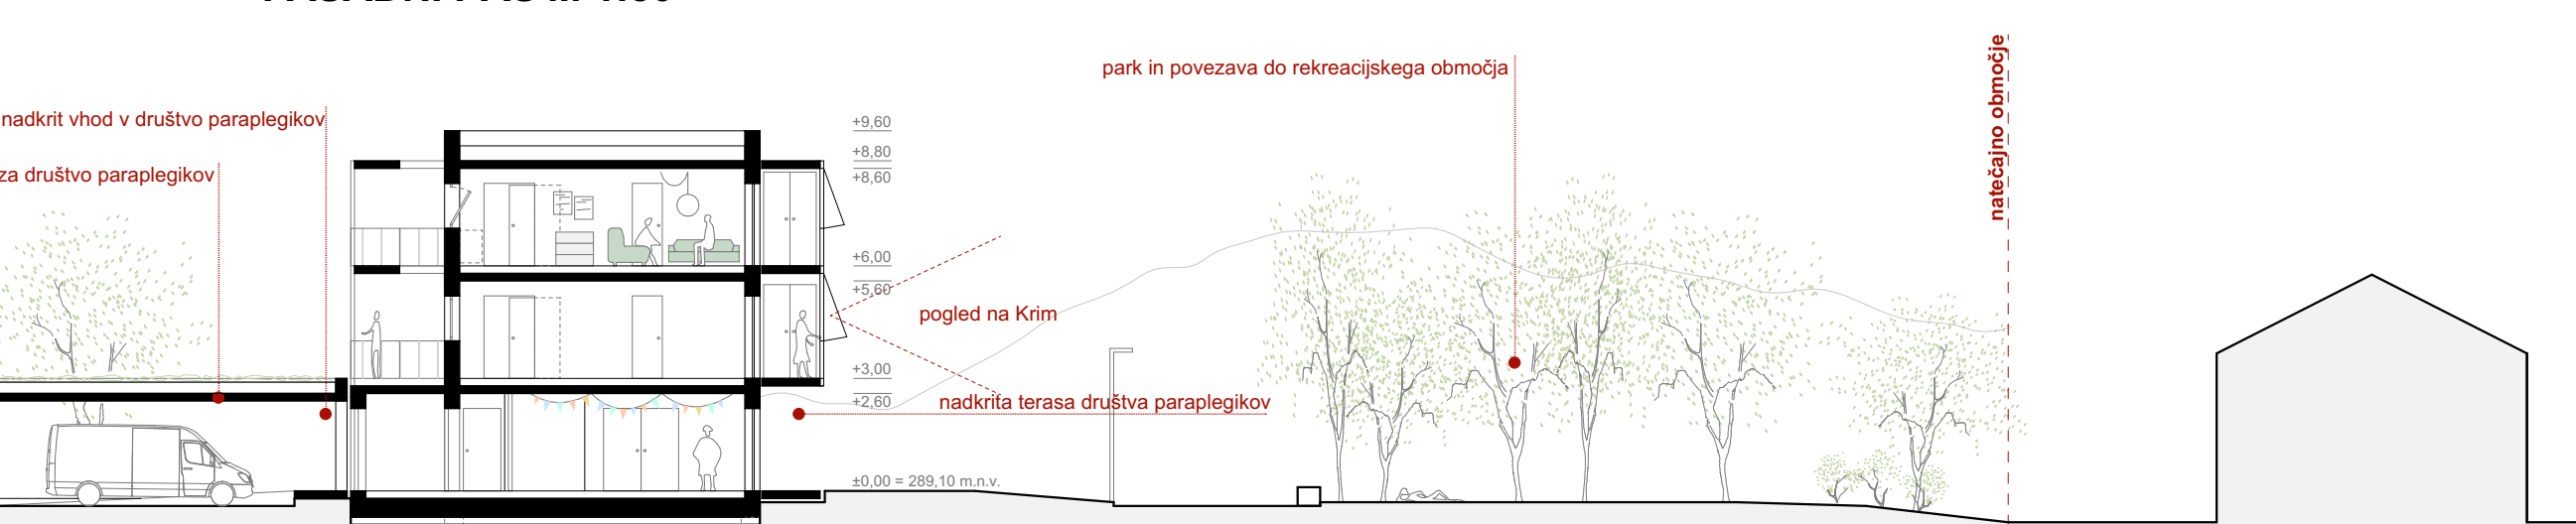 park in povezava do rekreacijskega območja
natečajno območje
nadkrit vhod v društvo paraplegikov
za društvo paraplegikov
+9,60
+8,80
+8,60
+6,00
+5,60
pogled na Krim
+3,00
+2,60
nadkrita terasa društva paraplegikov
±0,00 = 289,10 m.n.v.